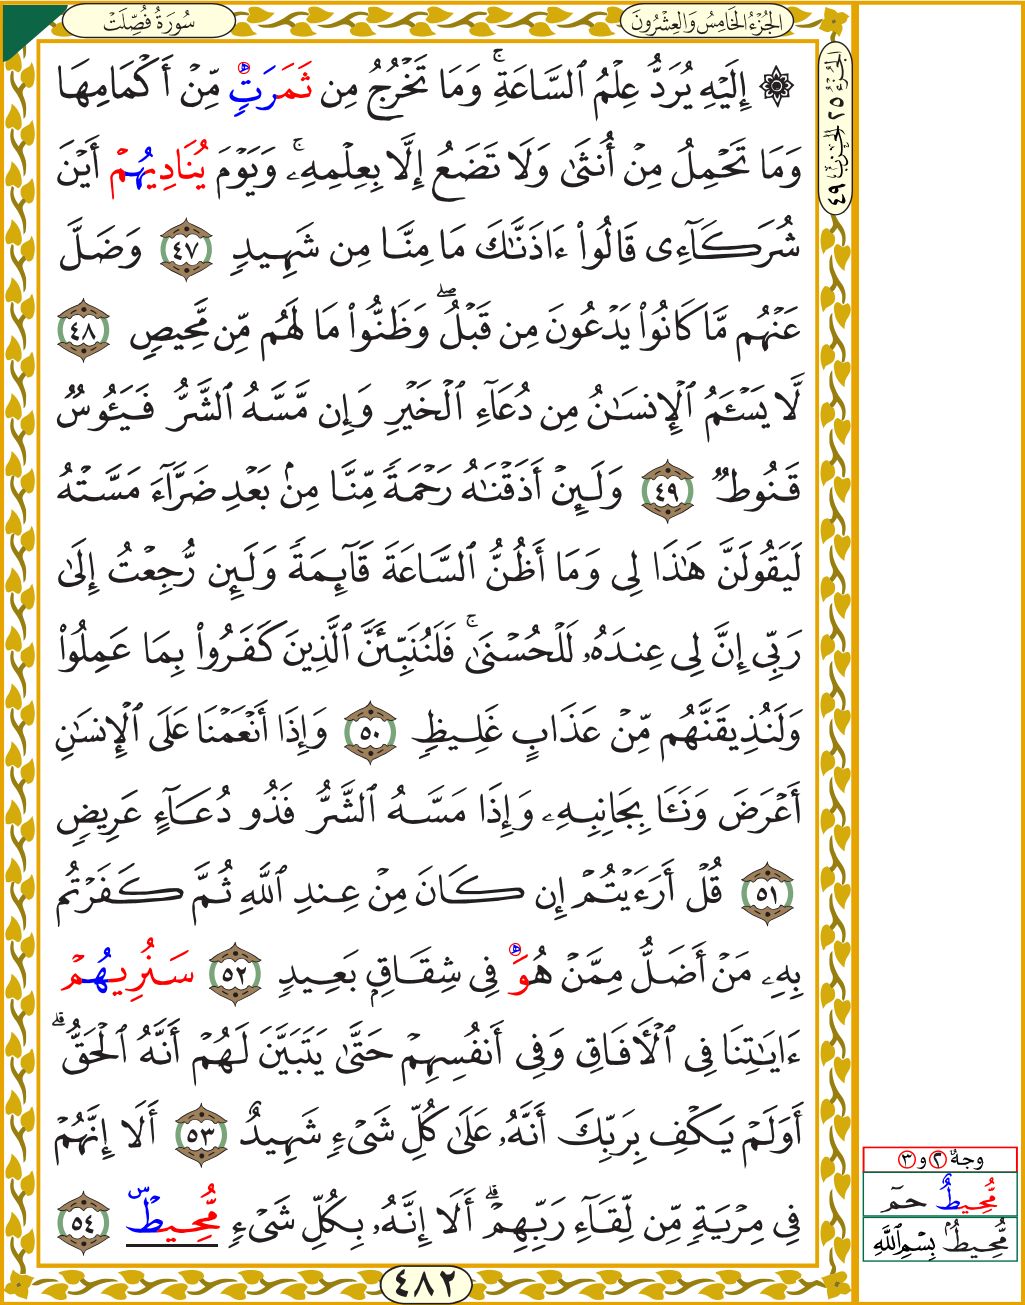 سُورَةُ فُصِّلَتْ
الجُزْءُ الخَامِسُ وَالعِشْرُونَ
الجُزْءُ ٢٥ الحِزْبُ ٤٩
۞ إِلَيْهِ يُرَدُّ عِلْمُ ٱلسَّاعَةِۚ وَمَا تَخْرُجُ مِن ثَمَرَتٍ مِّنْ أَكْمَامِهَا
وَمَا تَحْمِلُ مِنْ أُنثَىٰ وَلَا تَضَعُ إِلَّا بِعِلْمِهِۦۚ وَيَوْمَ يُنَادِيهُمْ أَيْنَ
شُرَكَآءِى قَالُوٓا۟ ءَاذَنَّـٰكَ مَا مِنَّا مِن شَهِيدٍ ٤٧ وَضَلَّ
عَنْهُم مَّا كَانُوا۟ يَدْعُونَ مِن قَبْلُۖ وَظَنُّوا۟ مَا لَهُم مِّن مَّحِيصٍ ٤٨
لَّا يَسْـَٔمُ ٱلْإِنسَـٰنُ مِن دُعَآءِ ٱلْخَيْرِ وَإِن مَّسَّهُ ٱلشَّرُّ فَيَـُٔوسٌ
قَنُوطٌ ٤٩ وَلَئِنْ أَذَقْنَـٰهُ رَحْمَةً مِّنَّا مِنۢ بَعْدِ ضَرَّآءَ مَسَّتْهُ
لَيَقُولَنَّ هَـٰذَا لِى وَمَا أَظُنُّ ٱلسَّاعَةَ قَآئِمَةً وَلَئِن رُّجِعْتُ إِلَىٰ
رَبِّى إِنَّ لِى عِندَهُۥ لَلْحُسْنَىٰۚ فَلَنُنَبِّئَنَّ ٱلَّذِينَ كَفَرُوا۟ بِمَا عَمِلُوا۟
وَلَنُذِيقَنَّهُم مِّنْ عَذَابٍ غَلِيظٍ ٥٠ وَإِذَا أَنْعَمْنَا عَلَى ٱلْإِنسَـٰنِ
أَعْرَضَ وَنَـَٔا بِجَانِبِهِۦ وَإِذَا مَسَّهُ ٱلشَّرُّ فَذُو دُعَآءٍ عَرِيضٍ
٥١ قُلْ أَرَءَيْتُمْ إِن كَانَ مِنْ عِندِ ٱللَّهِ ثُمَّ كَفَرْتُم
بِهِۦ مَنْ أَضَلُّ مِمَّنْ هُوَ فِى شِقَاقٍۭ بَعِيدٍ ٥٢ سَنُرِيهُمْ
ءَايَـٰتِنَا فِى ٱلْـَٔافَاقِ وَفِى أَنفُسِهِمْ حَتَّىٰ يَتَبَيَّنَ لَهُمْ أَنَّهُ ٱلْحَقُّۗ
أَوَلَمْ يَكْفِ بِرَبِّكَ أَنَّهُۥ عَلَىٰ كُلِّ شَىْءٍ شَهِيدٌ ٥٣ أَلَا إِنَّهُمْ
فِى مِرْيَةٍ مِّن لِّقَآءِ رَبِّهِمْۗ أَلَا إِنَّهُۥ بِكُلِّ شَىْءٍ مُّحِيطٌ ٥٤
وجهٌ ٢ و ٣
مُّحِيطٌ حمٓ
مُّحِيطٌۢ بِسْمِ ٱللَّهِ
٤٨٢